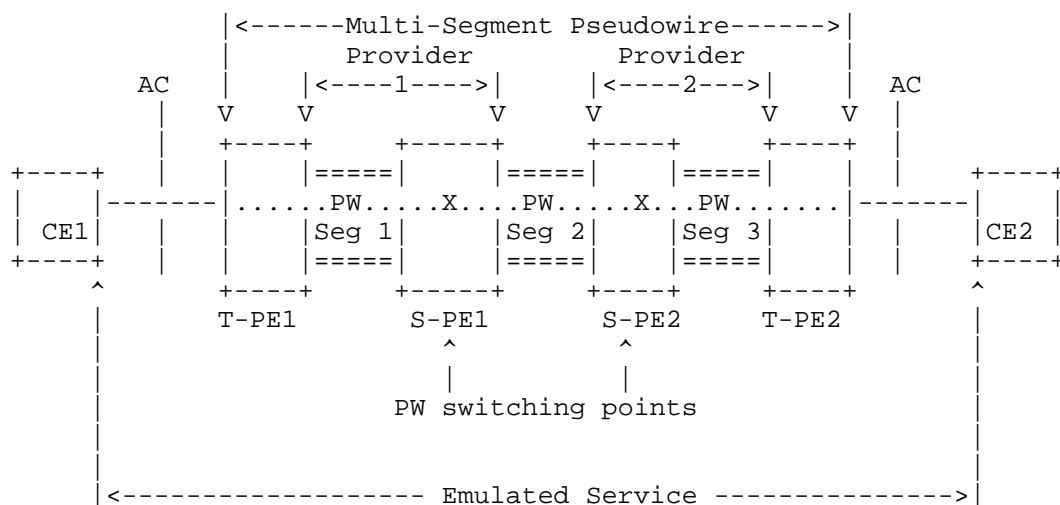 |<------Multi-Segment Pseudowire------>|
|         Provider         Provider         |
AC     |    |<----1---->|     |<----2--->|    |     AC
|   V    V           V     V          V    V   |
|   +----+     +-----+     +----+     +----+   |
+----+   |   |    |=====|     |=====|    |=====|    |   |   +----+
|    |-------|......PW.....X....PW.....X...PW.......|-------|    |
| CE1|   |   |    |Seg 1|     |Seg 2|    |Seg 3|    |   |   |CE2 |
+----+   |   |    |=====|     |=====|    |=====|    |   |   +----+
^        +----+     +-----+     +----+     +----+        ^
|        T-PE1       S-PE1       S-PE2      T-PE2        |
|                    ^           ^                    |
|                    |           |                    |
|                 PW switching points                 |
|                                                     |
|                                                     |
|<------------------- Emulated Service -------------->|